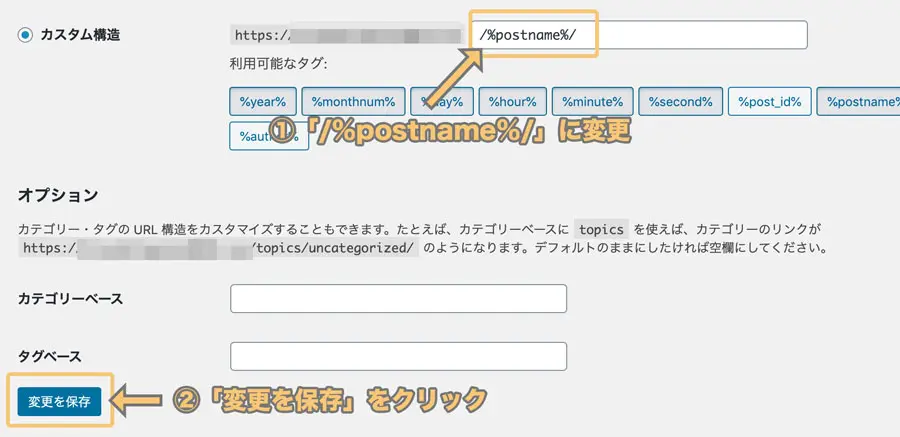 カスタム構造 https:/ / /%postname%/
利用可能なタグ:
%year% %monthnum% %hour% %minute% %second% %post_id% %postname%
①「/%postname%/」に変更
オプション
カテゴリー・タグの URL 構造をカスタマイズすることもできます。たとえば、カテゴリーベースに topics を使えば、カテゴリーのリンクが
https:/ /topics/uncategorized/ のようになります。デフォルトのままにしたければ空欄にしてください。
カテゴリーベース
タグベース
変更を保存 ②「変更を保存」をクリック